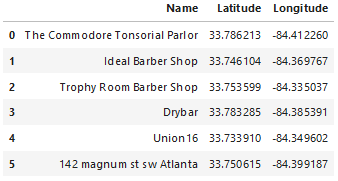 Name Latitude Longitude
0 The Commodore Tonsorial Parlor 33.786213 -84.412260
1 Ideal Barber Shop 33.746104 -84.369767
2 Trophy Room Barber Shop 33.753599 -84.335037
3 Drybar 33.783285 -84.385391
4 Union16 33.733910 -84.349602
5 142 magnum st sw Atlanta 33.750615 -84.399187